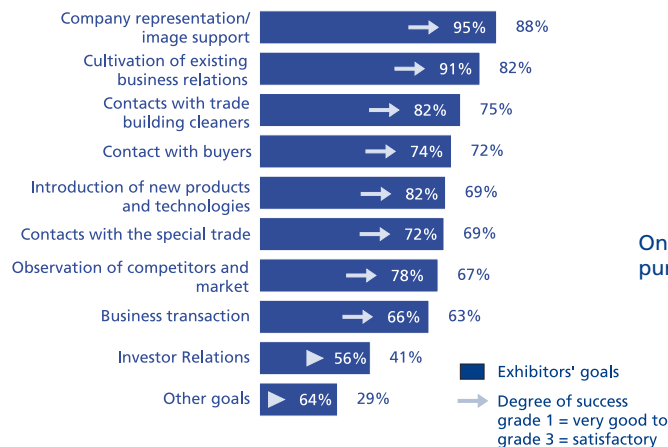 Company representation/
image support
95% 88%
Cultivation of existing
business relations
91% 82%
Contacts with trade
building cleaners
82% 75%
Contact with buyers
74% 72%
Introduction of new products
and technologies
82% 69%
Contacts with the special trade
72% 69%
Observation of competitors and
market
78% 67%
Business transaction
66% 63%
Investor Relations
56% 41%
Other goals
64% 29%
Exhibitors' goals
Degree of success
grade 1 = very good to
grade 3 = satisfactory
On